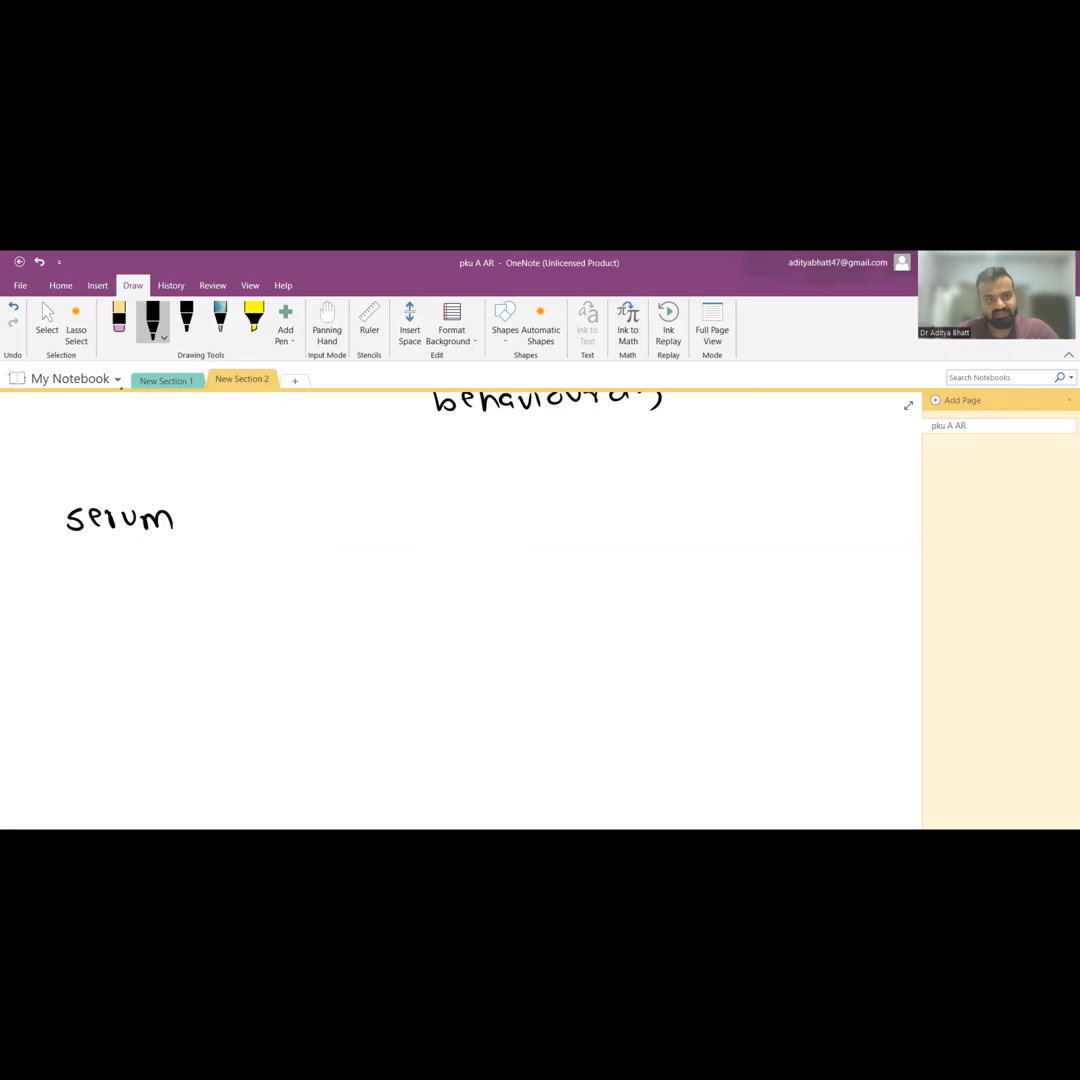 pku A AR - OneNote (Unlicensed Product)
adityabhatt47@gmail.com
File Home Insert Draw History Review View Help
Undo
Select
Lasso Select
Selection
Add Pen
Drawing Tools
Panning Hand
Input Mode
Ruler
Stencils
Insert Space
Format Background
Edit
Shapes
Automatic Shapes
Shapes
Ink to Text
Text
Ink to Math
Math
Ink Replay
Replay
Full Page View
Mode
Dr Aditya Bhatt
My Notebook
New Section 1
New Section 2
+
Search Notebooks
Add Page
pku A AR
serum